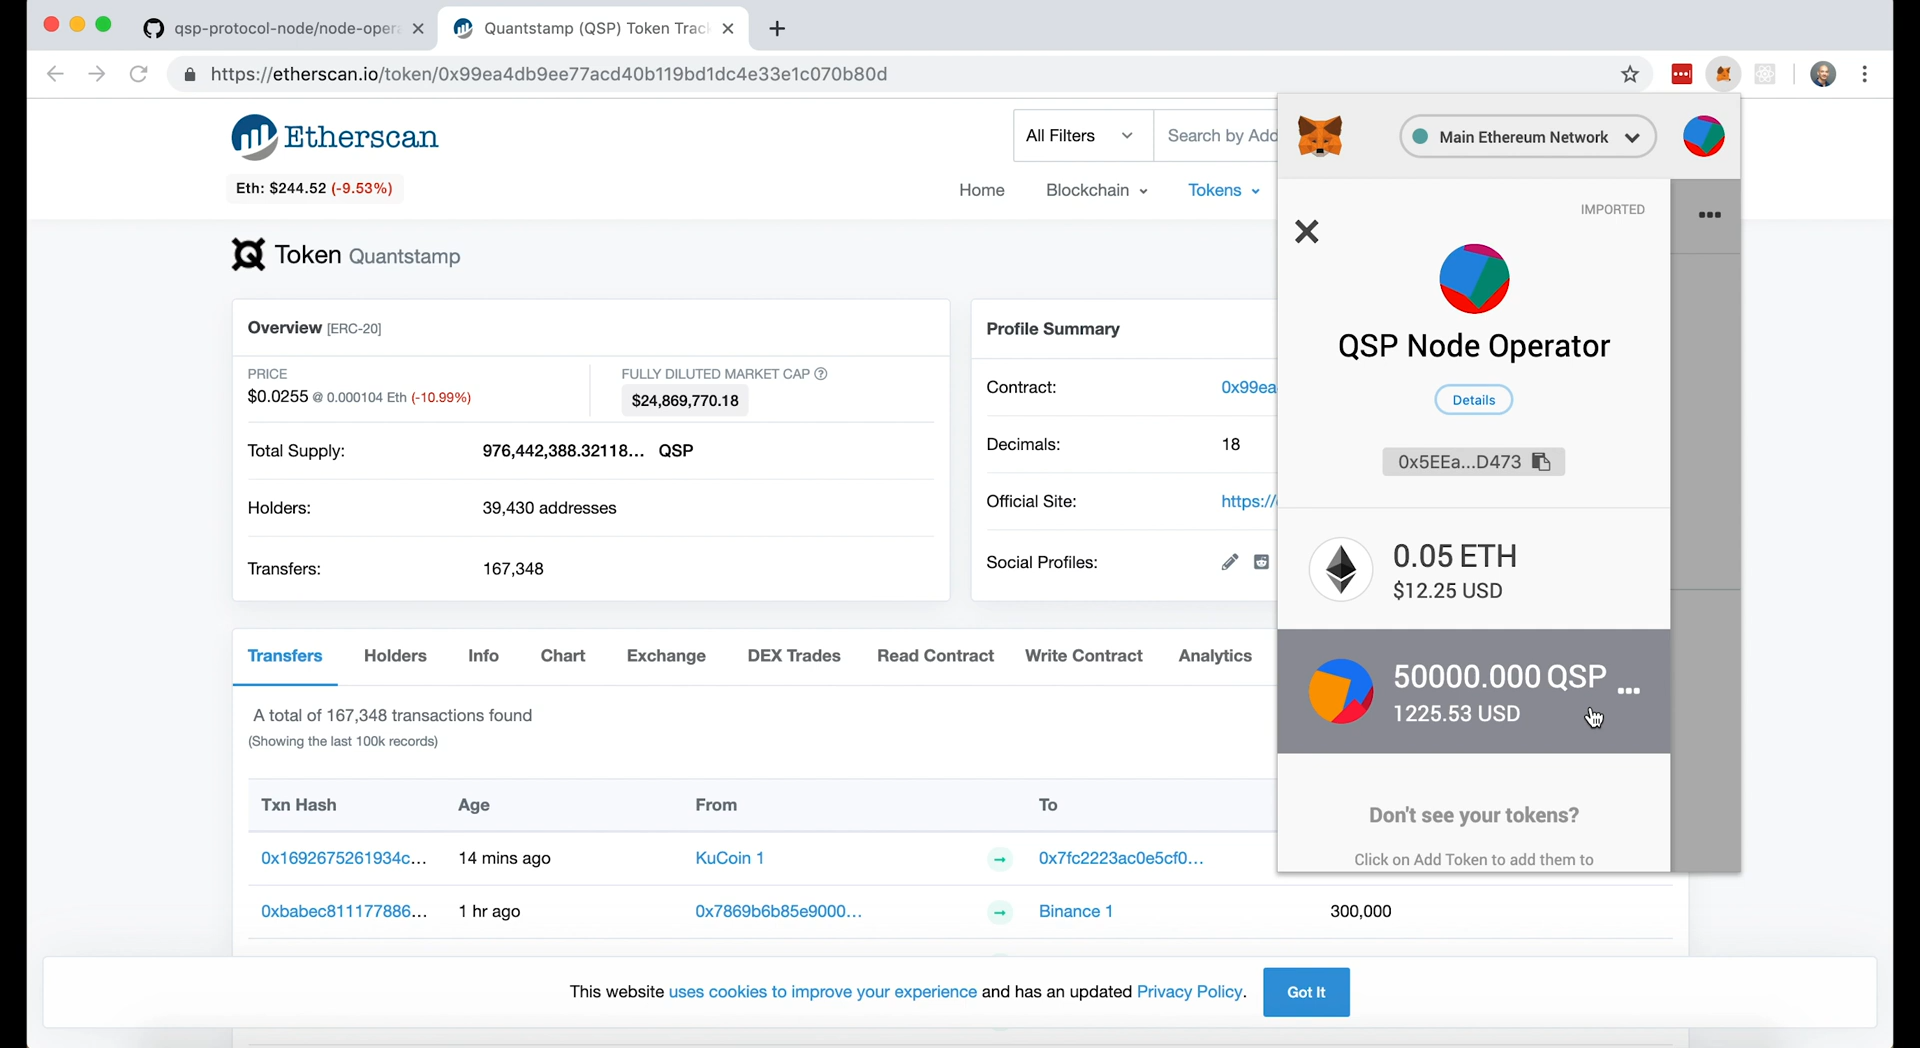 qsp-protocol-node/node-opera
Quantstamp (QSP) Token Track
https://etherscan.io/token/0x99ea4db9ee77acd40b119bd1dc4e33e1c070b80d
Etherscan
All Filters
Search by Add
Eth: $244.52 (-9.53%)
Home
Blockchain
Tokens
Token Quantstamp
Overview [ERC-20]
PRICE
$0.0255 @ 0.000104 Eth (-10.99%)
FULLY DILUTED MARKET CAP
$24,869,770.18
Total Supply: 976,442,388.32118... QSP
Holders: 39,430 addresses
Transfers: 167,348
Profile Summary
Contract: 0x99ea
Decimals: 18
Official Site: https://
Social Profiles:
Transfers Holders Info Chart Exchange DEX Trades Read Contract Write Contract Analytics
A total of 167,348 transactions found
(Showing the last 100k records)
Txn Hash Age From To
0x1692675261934c... 14 mins ago KuCoin 1 0x7fc2223ac0e5cf0...
0xbabec811177886... 1 hr ago 0x7869b6b85e9000... Binance 1 300,000
This website uses cookies to improve your experience and has an updated Privacy Policy.
Got It
Main Ethereum Network
IMPORTED
QSP Node Operator
Details
0x5EEa...D473
0.05 ETH
$12.25 USD
50000.000 QSP
1225.53 USD
Don't see your tokens?
Click on Add Token to add them to